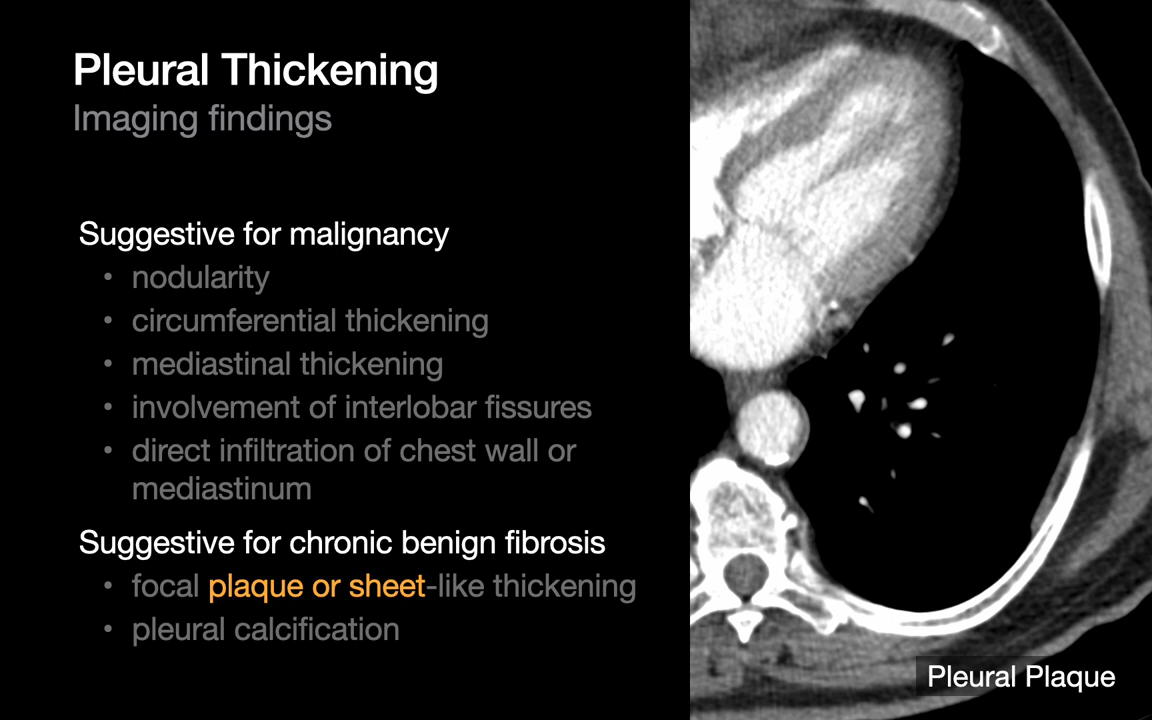 Pleural Thickening
Imaging findings
Suggestive for malignancy
• nodularity
• circumferential thickening
• mediastinal thickening
• involvement of interlobar fissures
• direct infiltration of chest wall or
mediastinum
Suggestive for chronic benign fibrosis
• focal plaque or sheet-like thickening
• pleural calcification
Pleural Plaque